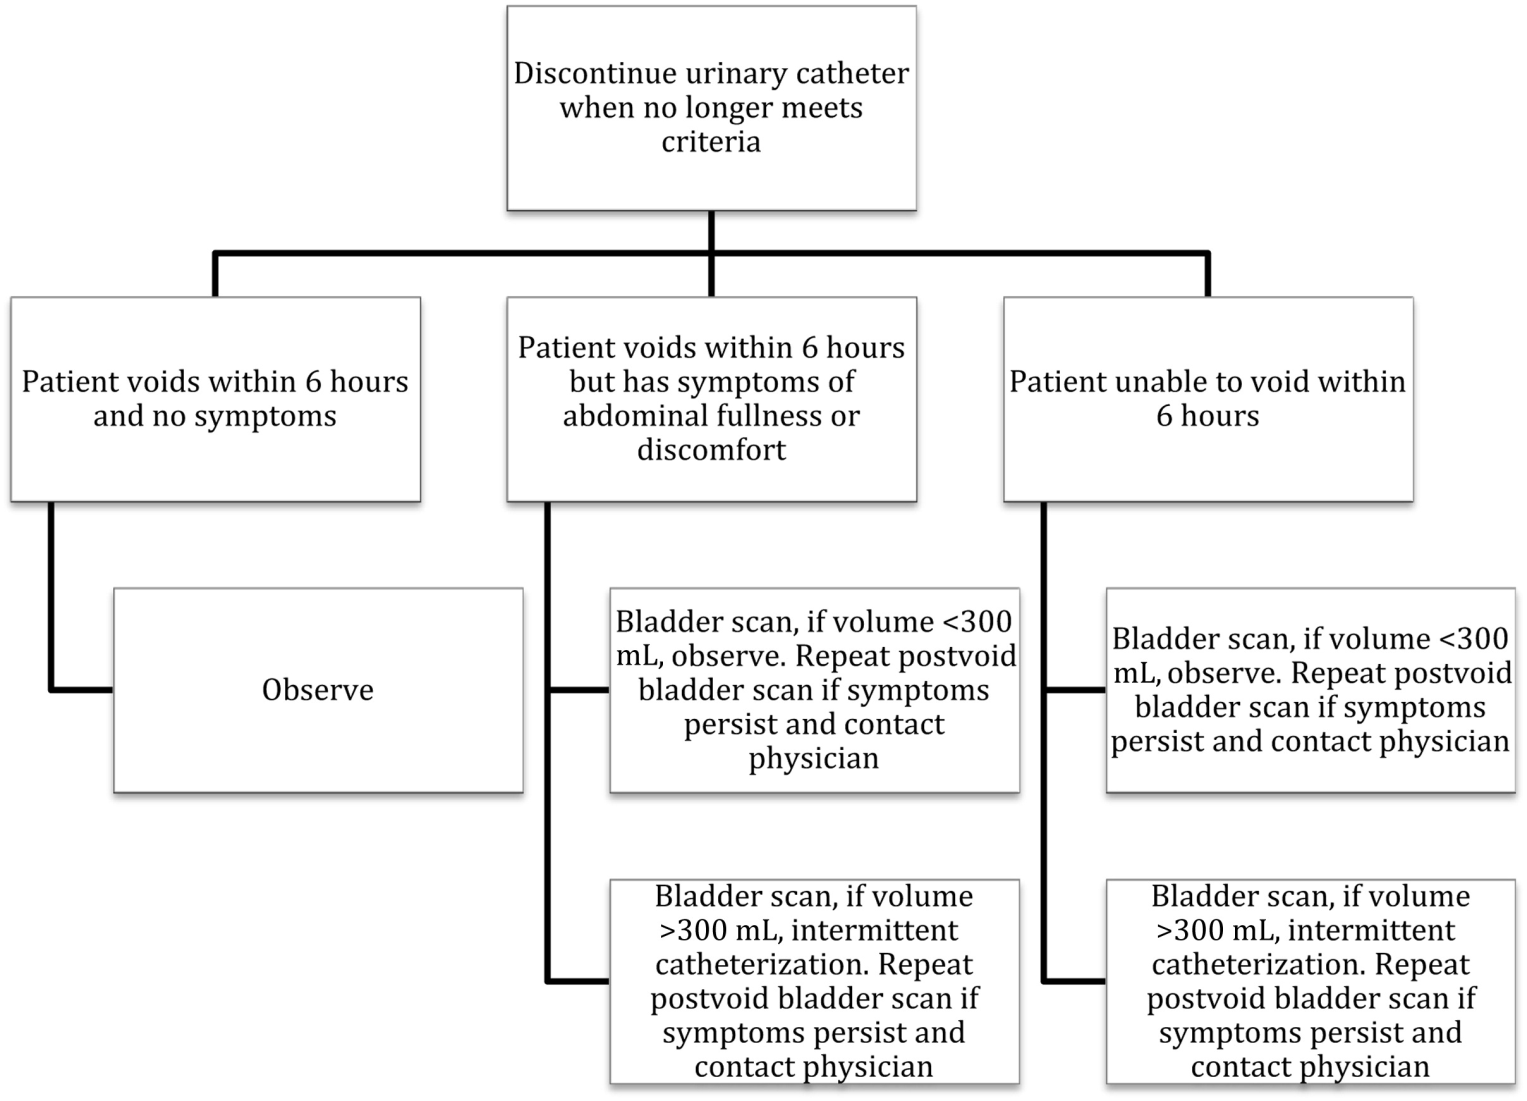 Discontinue urinary catheter
when no longer meets
criteria
Patient voids within 6 hours
and no symptoms
Patient voids within 6 hours
but has symptoms of
abdominal fullness or
discomfort
Patient unable to void within
6 hours
Observe
Bladder scan, if volume <300
mL, observe. Repeat postvoid
bladder scan if symptoms
persist and contact
physician
Bladder scan, if volume <300
mL, observe. Repeat postvoid
bladder scan if symptoms
persist and contact physician
Bladder scan, if volume
>300 mL, intermittent
catheterization. Repeat
postvoid bladder scan if
symptoms persist and
contact physician
Bladder scan, if volume
>300 mL, intermittent
catheterization. Repeat
postvoid bladder scan if
symptoms persist and
contact physician